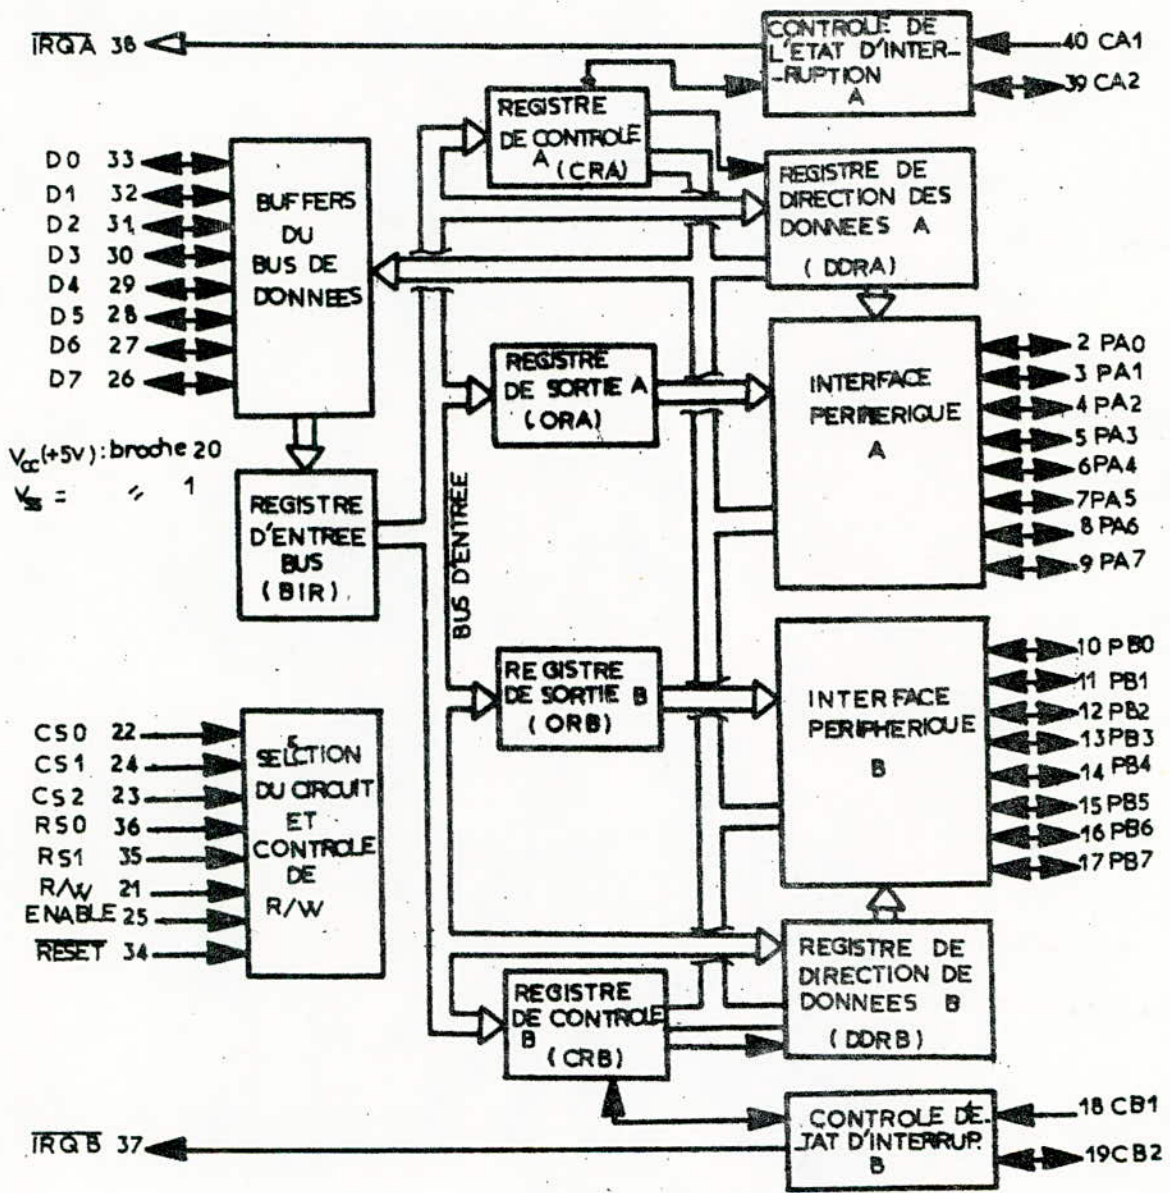 IRQA 38
CONTROLE DE
L'ETAT D'INTER-
-RUPTION
A
40 CA1
39 CA2
REGISTRE
DE CONTROLE
A
(CRA)
REGISTRE DE
DIRECTION DES
DONNEES A
(DDRA)
D0 33
D1 32
D2 31
D3 30
D4 29
D5 28
D6 27
D7 26
BUFFERS
DU
BUS DE
DONNEES
REGISTRE
DE SORTIE A
(ORA)
INTERFACE
PERIPHERIQUE
A
2 PA0
3 PA1
4 PA2
5 PA3
6 PA4
7 PA5
8 PA6
9 PA7
Vcc (+5V) : broche 20
Vss = " 1
REGISTRE
D'ENTREE
BUS
(BIR)
BUS D'ENTRÉE
REGISTRE
DE SORTIE B
(ORB)
INTERFACE
PERIPHERIQUE
B
10 PB0
11 PB1
12 PB2
13 PB3
14 PB4
15 PB5
16 PB6
17 PB7
CS0 22
CS1 24
CS2 23
RS0 36
RS1 35
R/W 21
ENABLE 25
RESET 34
SELCTION
DU CIRCUIT
ET
CONTROLE
DE
R/W
REGISTRE
DE CONTROLE
B
(CRB)
REGISTRE DE
DIRECTION DE
DONNEES B
(DDRB)
IRQB 37
CONTROLE DE_
_TAT D'INTERRUP.
B
18 CB1
19 CB2